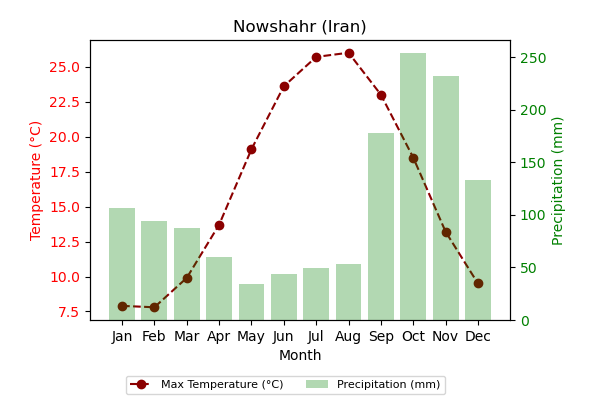 Nowshahr (Iran)
Temperature (°C)
25.0
22.5
20.0
17.5
15.0
12.5
10.0
7.5
250
200
150
100
50
0
Precipitation (mm)
Jan Feb Mar Apr May Jun Jul Aug Sep Oct Nov Dec
Month
Max Temperature (°C) Precipitation (mm)